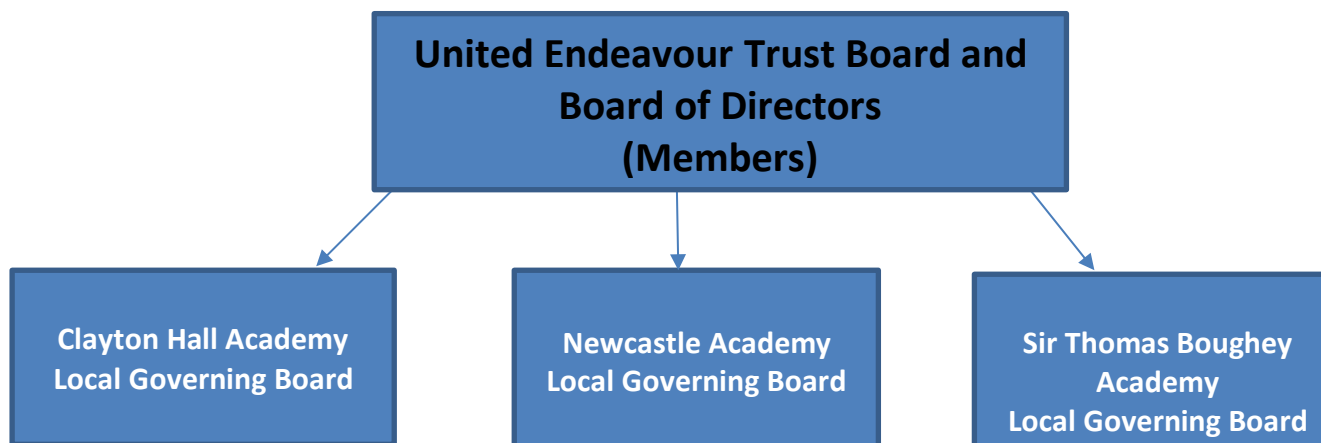 United Endeavour Trust Board and
Board of Directors
(Members)
Clayton Hall Academy
Local Governing Board
Newcastle Academy
Local Governing Board
Sir Thomas Boughey
Academy
Local Governing Board